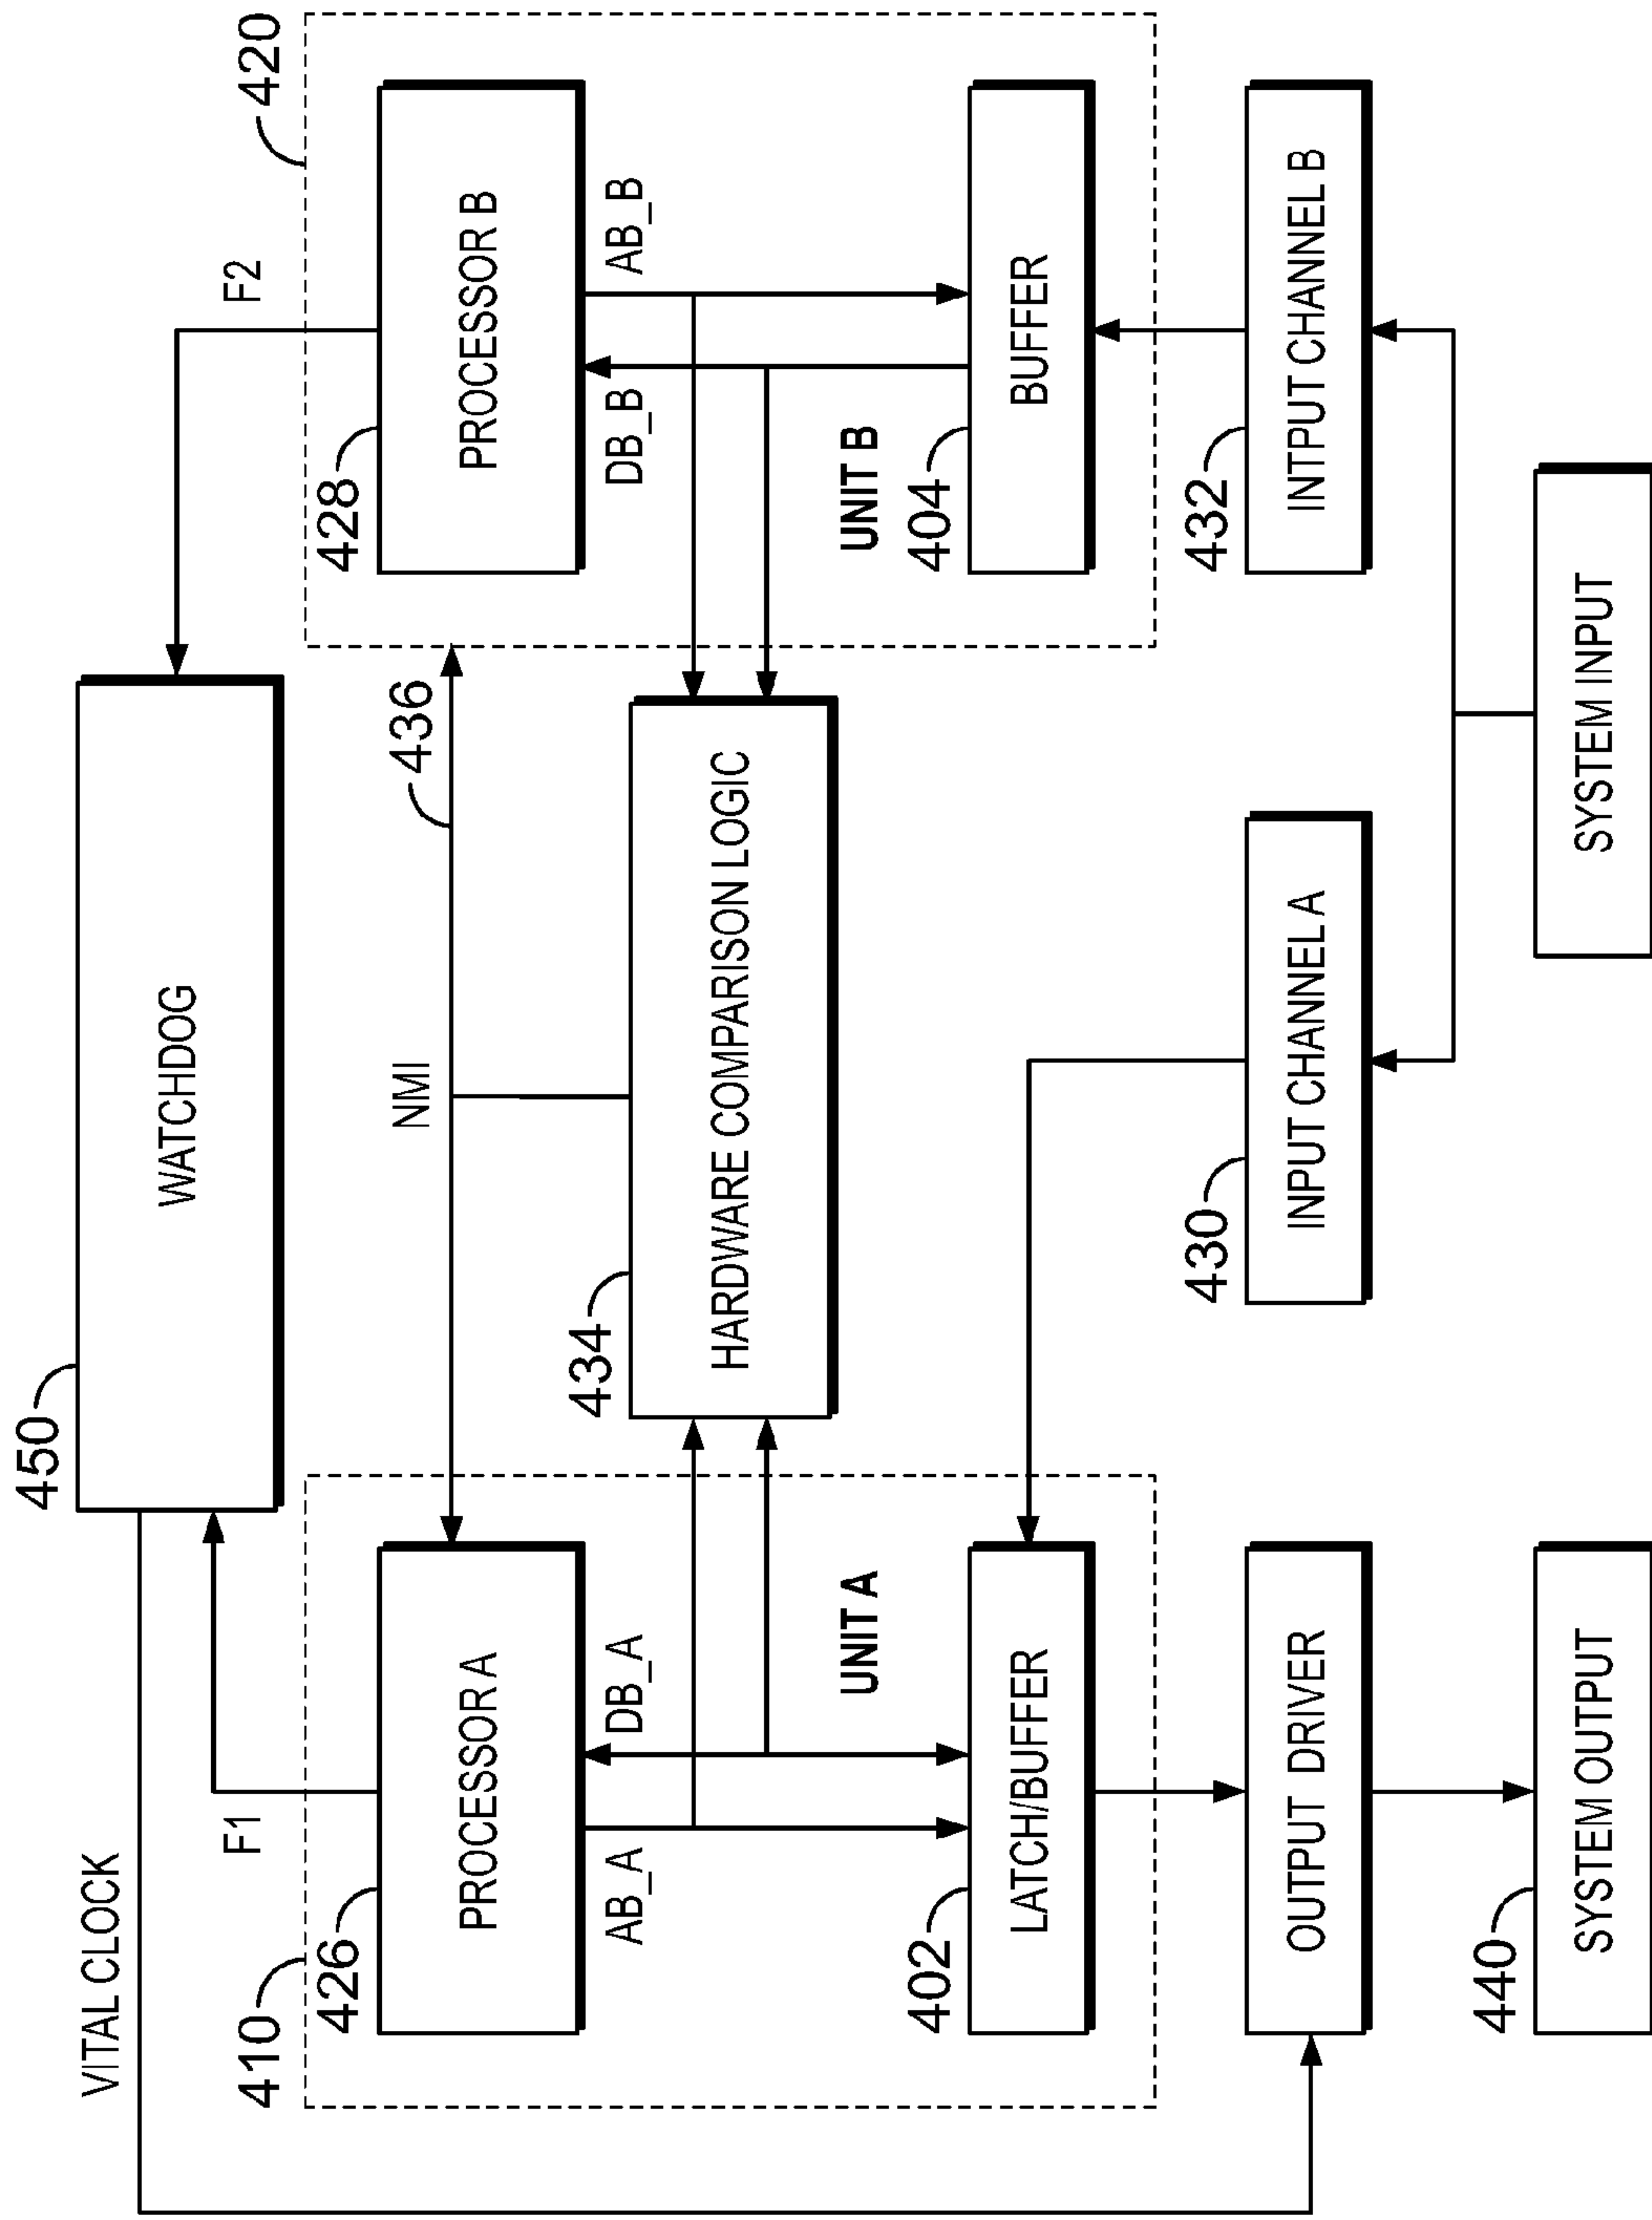 450
WATCHDOG
VITAL CLOCK
F1
F2
410
420
426
PROCESSOR A
NMI
436
428
PROCESSOR B
AB_A
DB_A
434
HARDWARE COMPARISON LOGIC
DB_B
AB_B
UNIT A
UNIT B
402
LATCH/BUFFER
404
BUFFER
OUTPUT DRIVER
430
INPUT CHANNEL A
432
INTPUT CHANNEL B
440
SYSTEM OUTPUT
SYSTEM INPUT